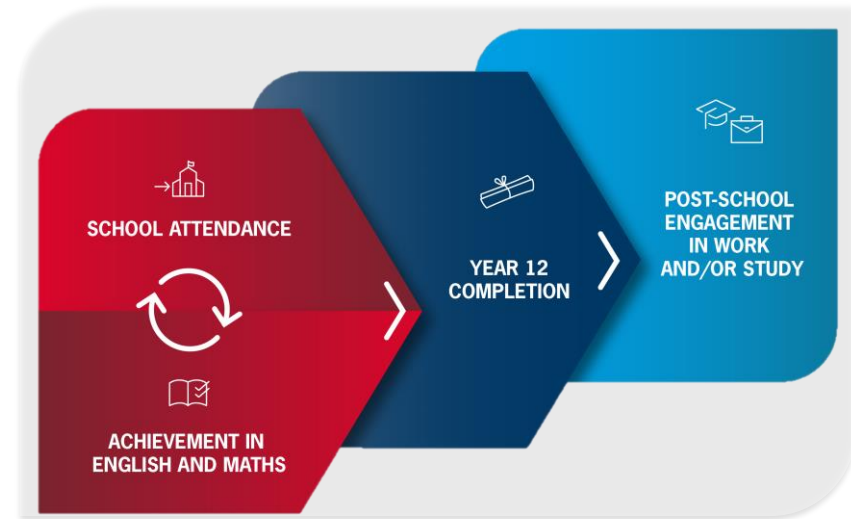 SCHOOL ATTENDANCE
ACHIEVEMENT IN
ENGLISH AND MATHS
YEAR 12
COMPLETION
POST-SCHOOL
ENGAGEMENT
IN WORK
AND/OR STUDY